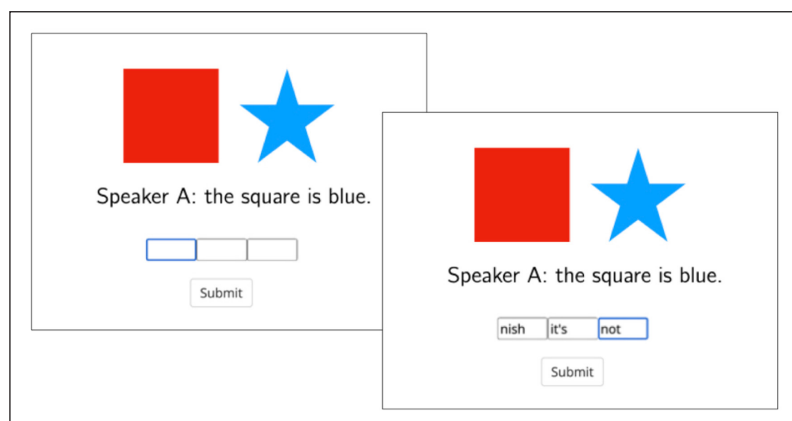 Speaker A: the square is blue.
Submit
Speaker A: the square is blue.
nish it's not
Submit